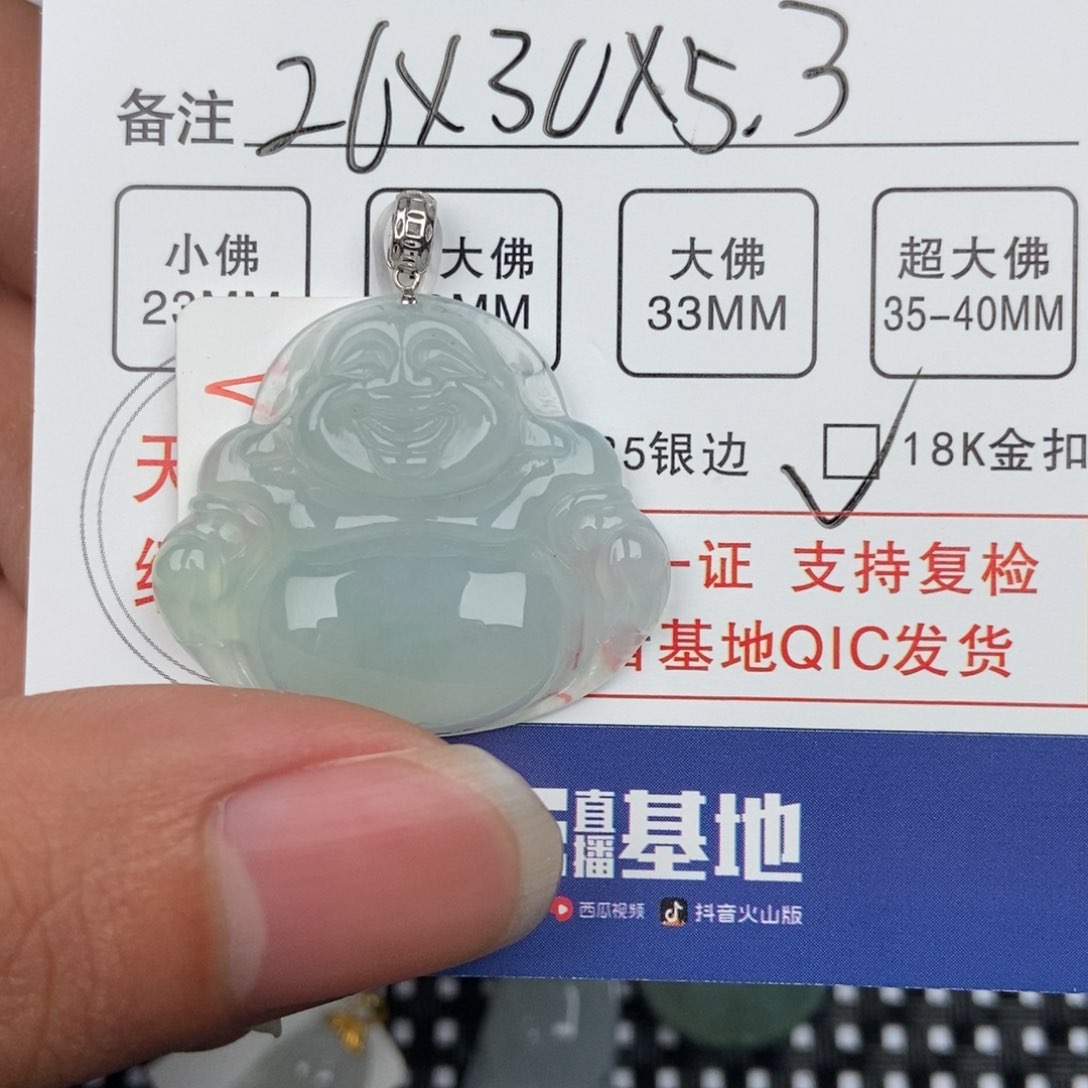 备注 26X30X5.3
小佛 大佛 大佛 超大佛
23MM MM 33MM 35-40MM
天 5银边 18K金扣
一证 支持复检
基地QIC发货
直播基地
西瓜视频 抖音火山版